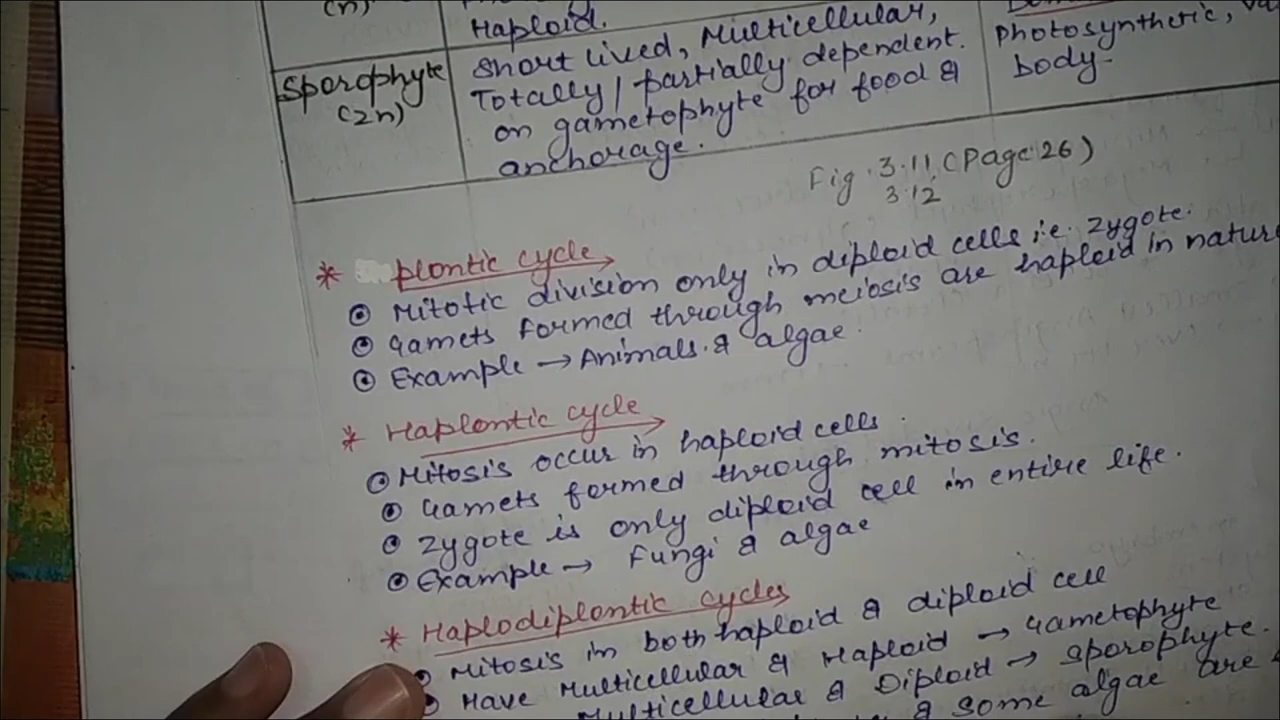 (n)
Haploid.
Sporophyte
(2n)
Short lived, Multicellular,
Totally / partially dependent.
on gametophyte for food &
anchorage.
Photosynthetic,
body-
Fig. 3.11, (Page 26)
3.12
* plontic cycle
Mitotic division only in diploid cells i.e. zygote.
Gamets formed through meiosis are haploid in nature
Example → Animals. & algae.
* Haplontic cycle
Mitosis occur in haploid cells.
Gamets formed through mitosis.
Zygote is only diploid cell in entire life.
Example → Fungi & algae
* Haplodiplontic cycles
Mitosis in both haploid & diploid cell
Have Multicellular & Haploid → Gametophyte
Multicellular & Diploid → Sporophyte.
& some algae are